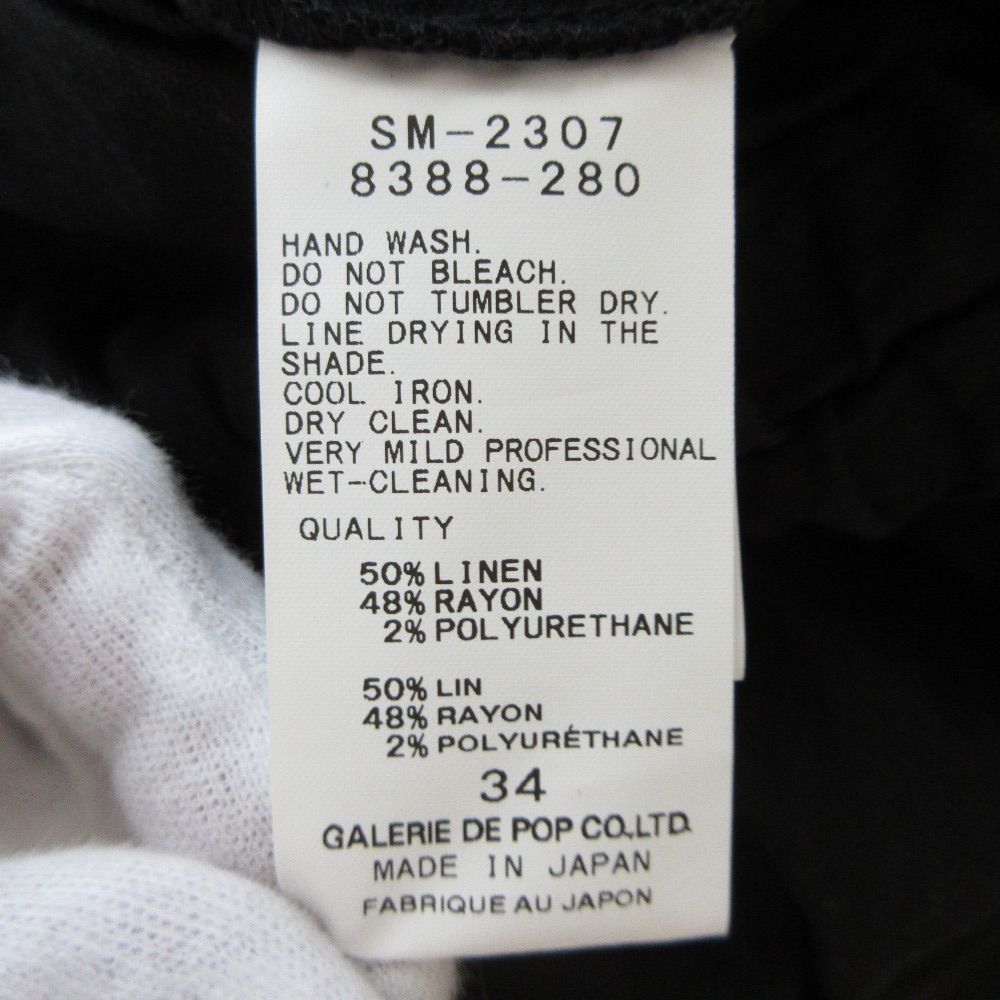 SM-2307
8388-280
HAND WASH.
DO NOT BLEACH.
DO NOT TUMBLER DRY.
LINE DRYING IN THE
SHADE.
COOL IRON.
DRY CLEAN.
VERY MILD PROFESSIONAL
WET-CLEANING.
QUALITY
50% LINEN
48% RAYON
2% POLYURETHANE
50% LIN
48% RAYON
2% POLYURÉTHANE
34
GALERIE DE POP CO.,LTD.
MADE IN JAPAN
FABRIQUE AU JAPON